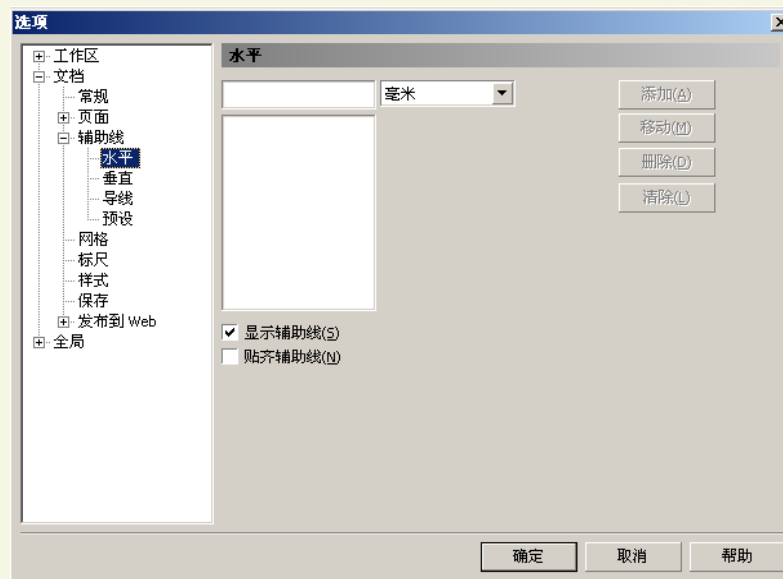 选项
工作区
文档
常规
页面
辅助线
水平
垂直
导线
预设
网格
标尺
样式
保存
发布到 Web
全局
水平
毫米
添加(A)
移动(M)
删除(D)
清除(L)
显示辅助线(S)
贴齐辅助线(N)
确定
取消
帮助